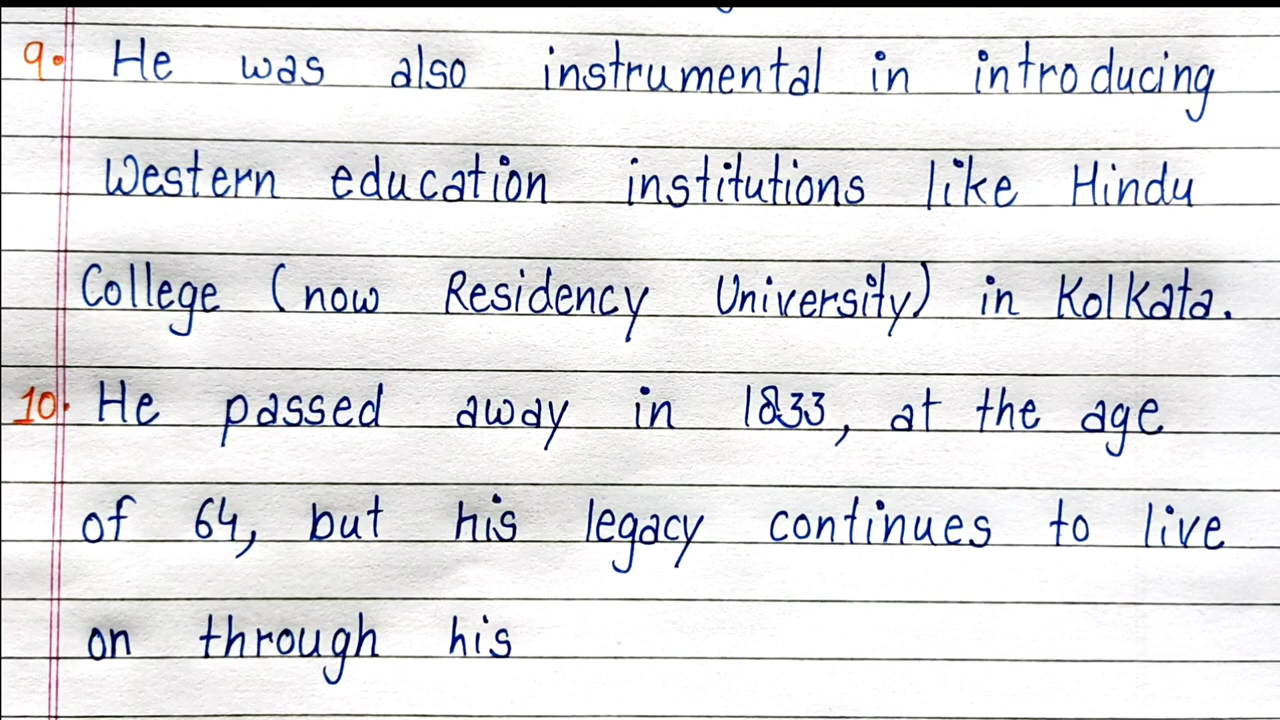 9. He was also instrumental in introducing
Western education institutions like Hindu
College (now Residency University) in Kolkata.
10. He passed away in 1833, at the age
of 64, but his legacy continues to live
on through his